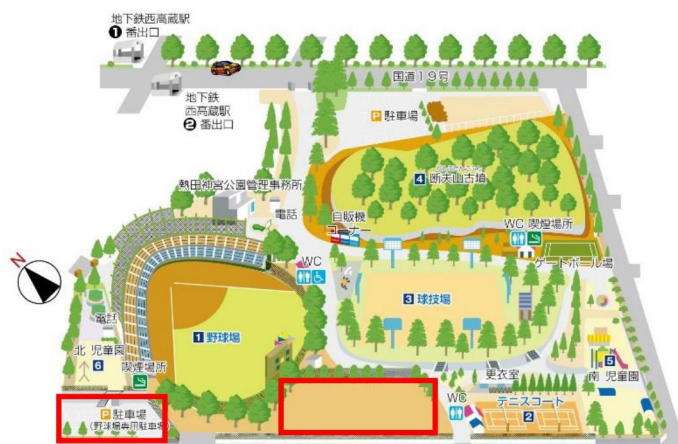 地下鉄西高蔵駅
❶ 番出口
国道19号
地下鉄
西高蔵駅
❷ 番出口
P 駐車場
4 断夫山古墳
熱田神宮公園管理事務所
電話
自販機
コーナー
WC 喫煙場所
ゲートボール場
WC
N
3 球技場
電話
1 野球場
北 児童園
6
喫煙場所
更衣室
5
南 児童園
テニスコート
2
WC
P 駐車場
(野球場専用駐車場)